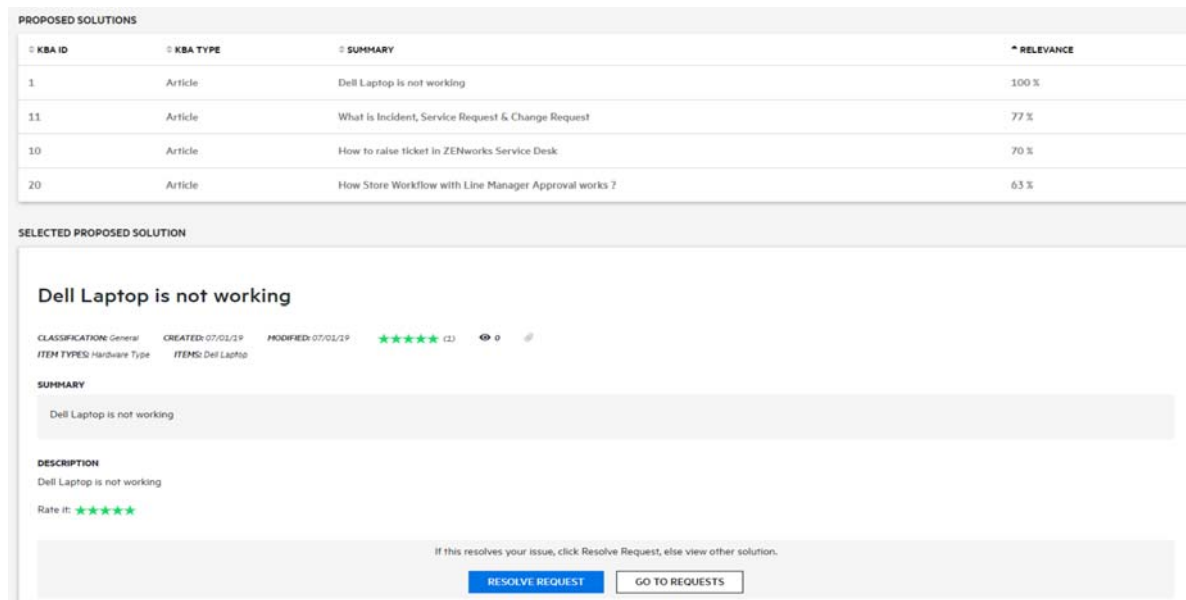 PROPOSED SOLUTIONS
KBA ID KBA TYPE SUMMARY RELEVANCE
1 Article Dell Laptop is not working 100 %
11 Article What is Incident, Service Request & Change Request 77 %
10 Article How to raise ticket in ZENworks Service Desk 70 %
20 Article How Store Workflow with Line Manager Approval works ? 63 %
SELECTED PROPOSED SOLUTION
Dell Laptop is not working
CLASSIFICATION: General CREATED: 07/01/19 MODIFIED: 07/01/19 (1) 0
ITEM TYPES: Hardware Type ITEMS: Dell Laptop
SUMMARY
Dell Laptop is not working
DESCRIPTION
Dell Laptop is not working
Rate it:
If this resolves your issue, click Resolve Request, else view other solution.
RESOLVE REQUEST GO TO REQUESTS